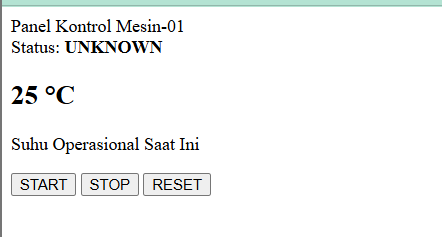 Panel Kontrol Mesin-01
Status: UNKNOWN
25 °C
Suhu Operasional Saat Ini
START STOP RESET